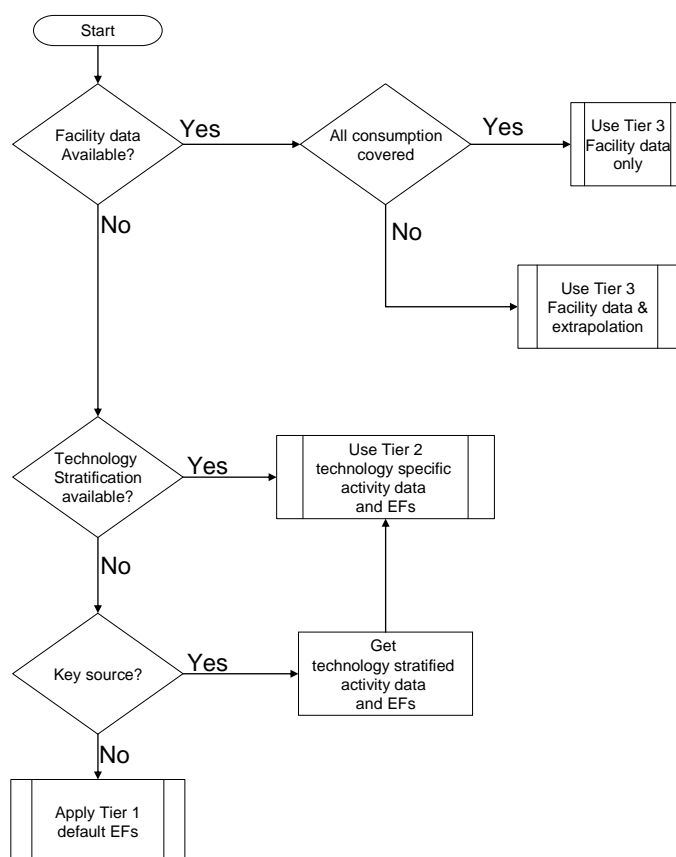 Start
Facility data
Available?
Yes
All consumption
covered
Yes
Use Tier 3
Facility data
only
No
No
Use Tier 3
Facility data &
extrapolation
Technology
Stratification
available?
Yes
Use Tier 2
technology specific
activity data
and EFs
No
Key source?
Yes
Get
technology stratified
activity data
and EFs
No
Apply Tier 1
default EFs